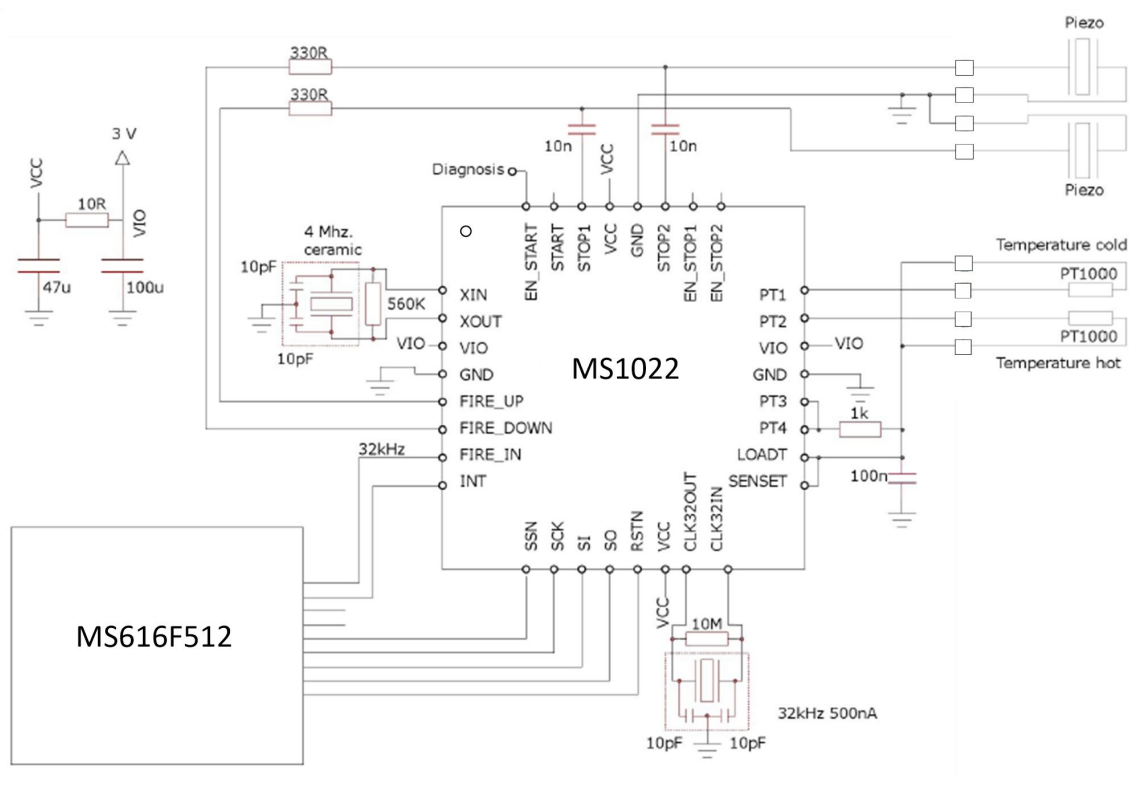 Piezo
330R
330R
3 V
VCC
10R
VIO
47u
100u
10n
VCC
10n
Diagnosis
Piezo
4 Mhz.
ceramic
10pF
560K
10pF
VIO
EN_START
START
STOP1
VCC
GND
STOP2
EN_STOP1
EN_STOP2
XIN
XOUT
VIO
GND
FIRE_UP
FIRE_DOWN
FIRE_IN
INT
32kHz
MS1022
PT1
PT2
VIO
VIO
GND
PT3
PT4
LOADT
SENSET
Temperature cold
PT1000
PT1000
Temperature hot
1k
100n
SSN
SCK
SI
SO
RSTN
VCC
CLK32OUT
CLK32IN
VCC
10M
MS616F512
32kHz 500nA
10pF
10pF